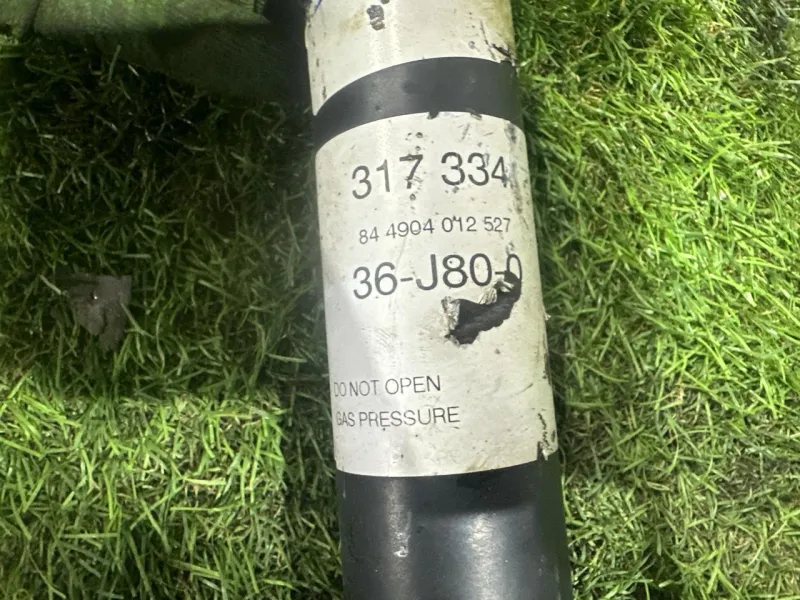 317 334
84 4904 012 527
36-J80-0
DO NOT OPEN
GAS PRESSURE